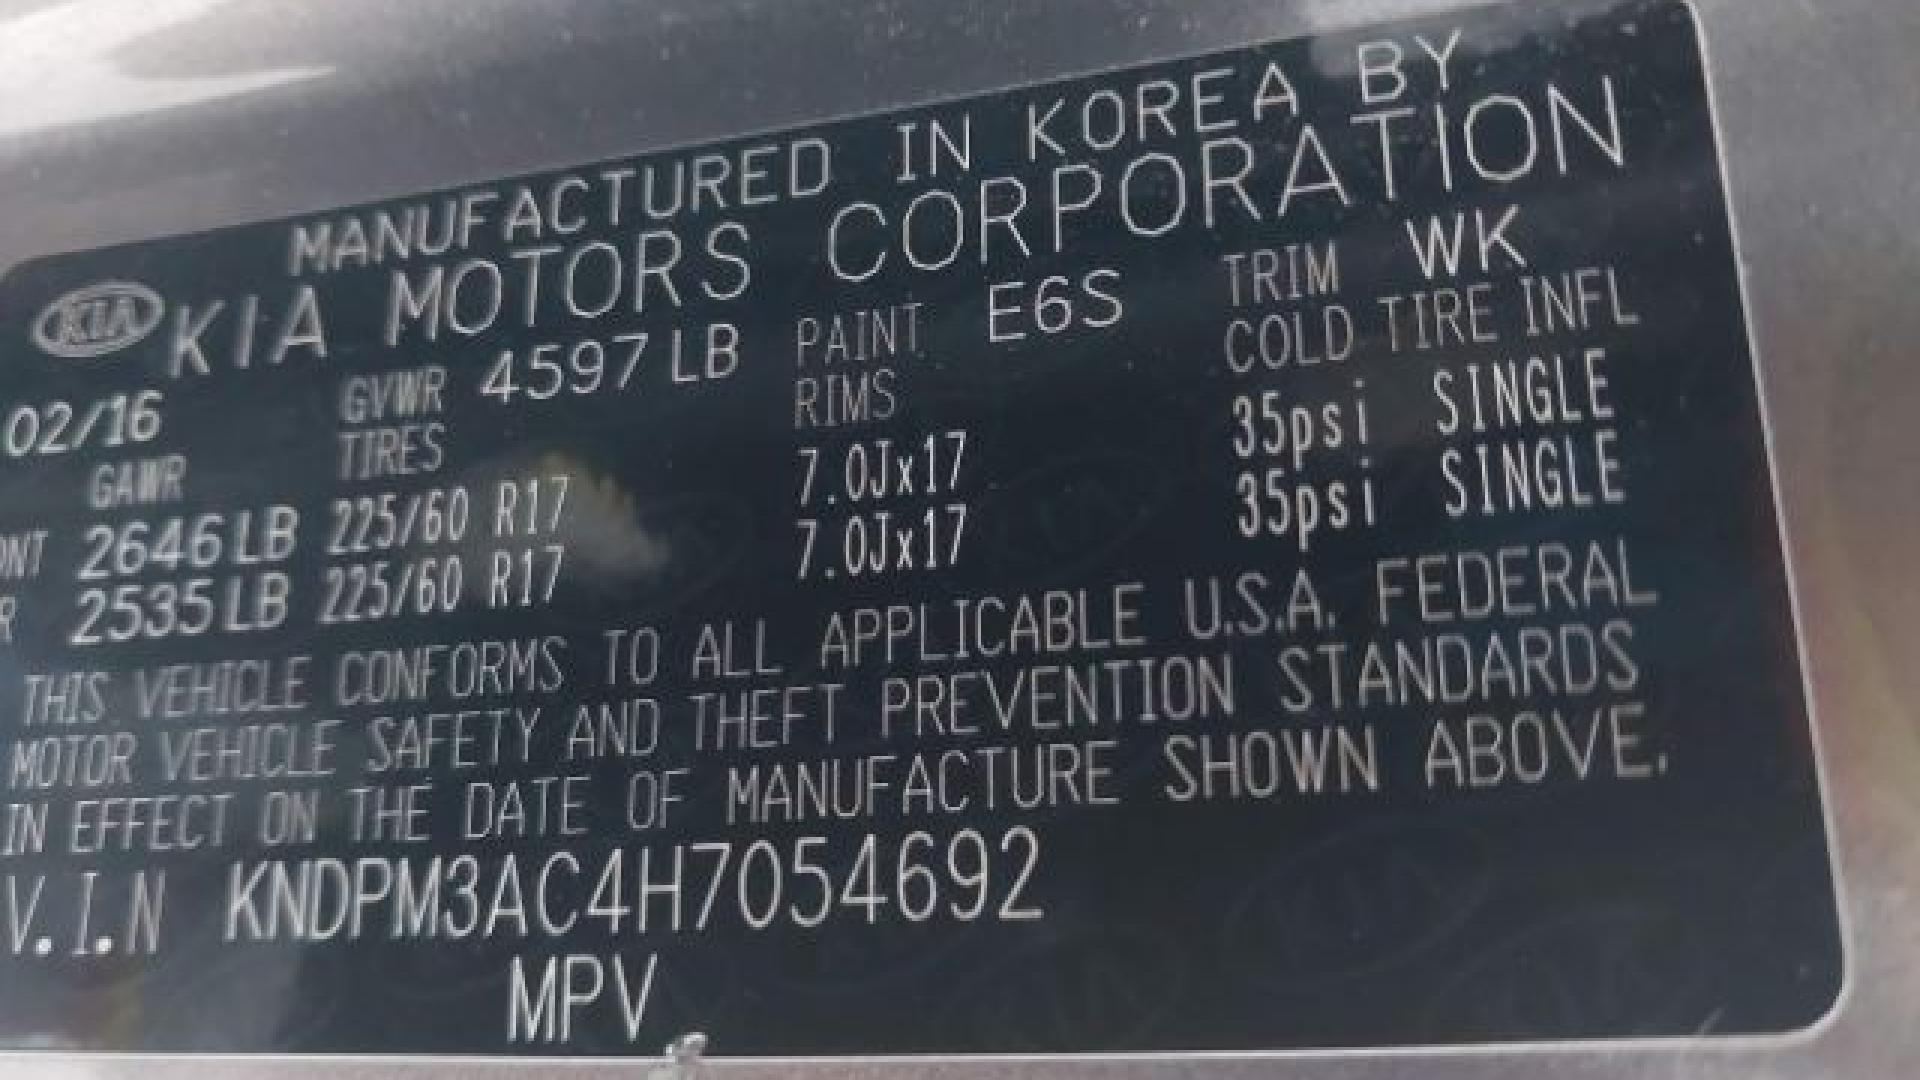 MANUFACTURED IN KOREA BY
KIA KIA MOTORS CORPORATION
02/16 GVWR 4597 LB PAINT E6S TRIM WK
GAWR TIRES RIMS COLD TIRE INFL
ONT 2646 LB 225/60 R17 7.0Jx17 35psi SINGLE
R 2535 LB 225/60 R17 7.0Jx17 35psi SINGLE
THIS VEHICLE CONFORMS TO ALL APPLICABLE U.S.A. FEDERAL
MOTOR VEHICLE SAFETY AND THEFT PREVENTION STANDARDS
IN EFFECT ON THE DATE OF MANUFACTURE SHOWN ABOVE.
V.I.N KNDPM3AC4H7054692
MPV